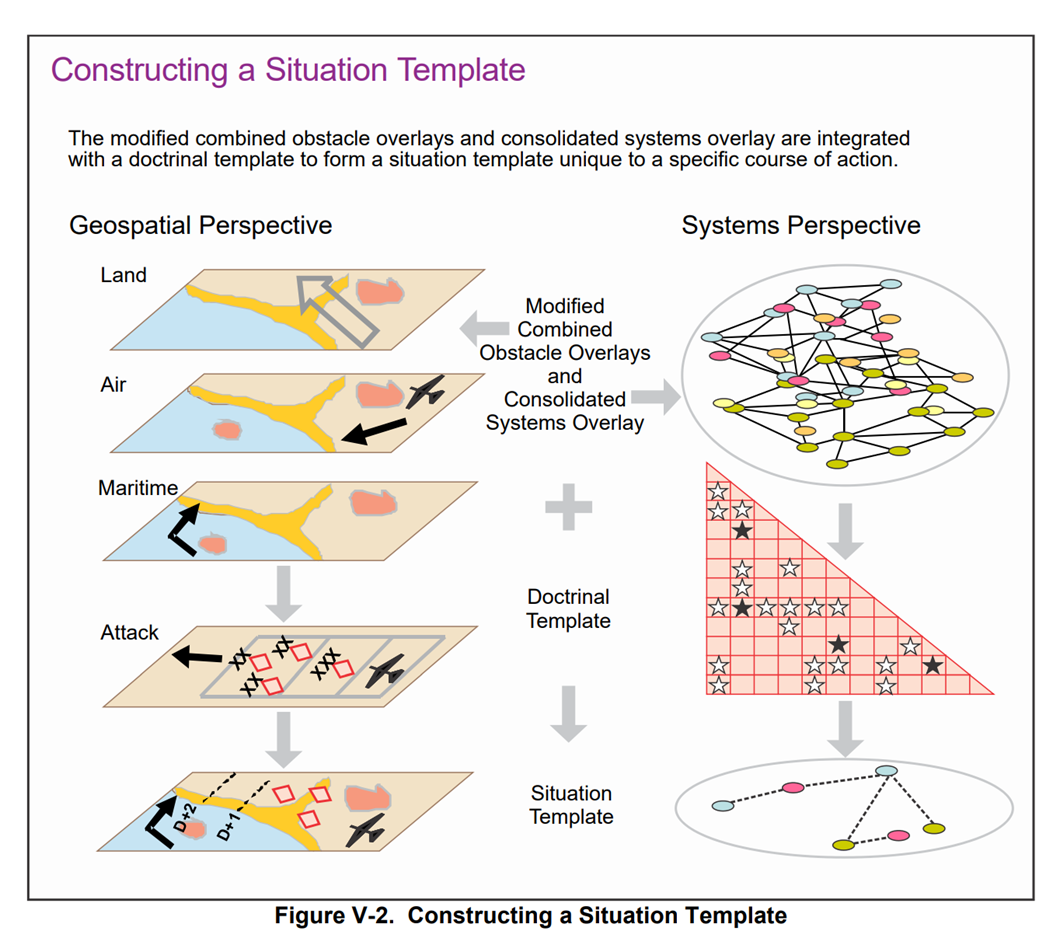 Constructing a Situation Template
The modified combined obstacle overlays and consolidated systems overlay are integrated
with a doctrinal template to form a situation template unique to a specific course of action.
Geospatial Perspective
Systems Perspective
Land
Modified
Combined
Obstacle Overlays
and
Consolidated
Systems Overlay
Air
Maritime
Doctrinal
Template
Attack
XX
XX
XXX
XX
Situation
Template
D+2
D+1
Figure V-2. Constructing a Situation Template